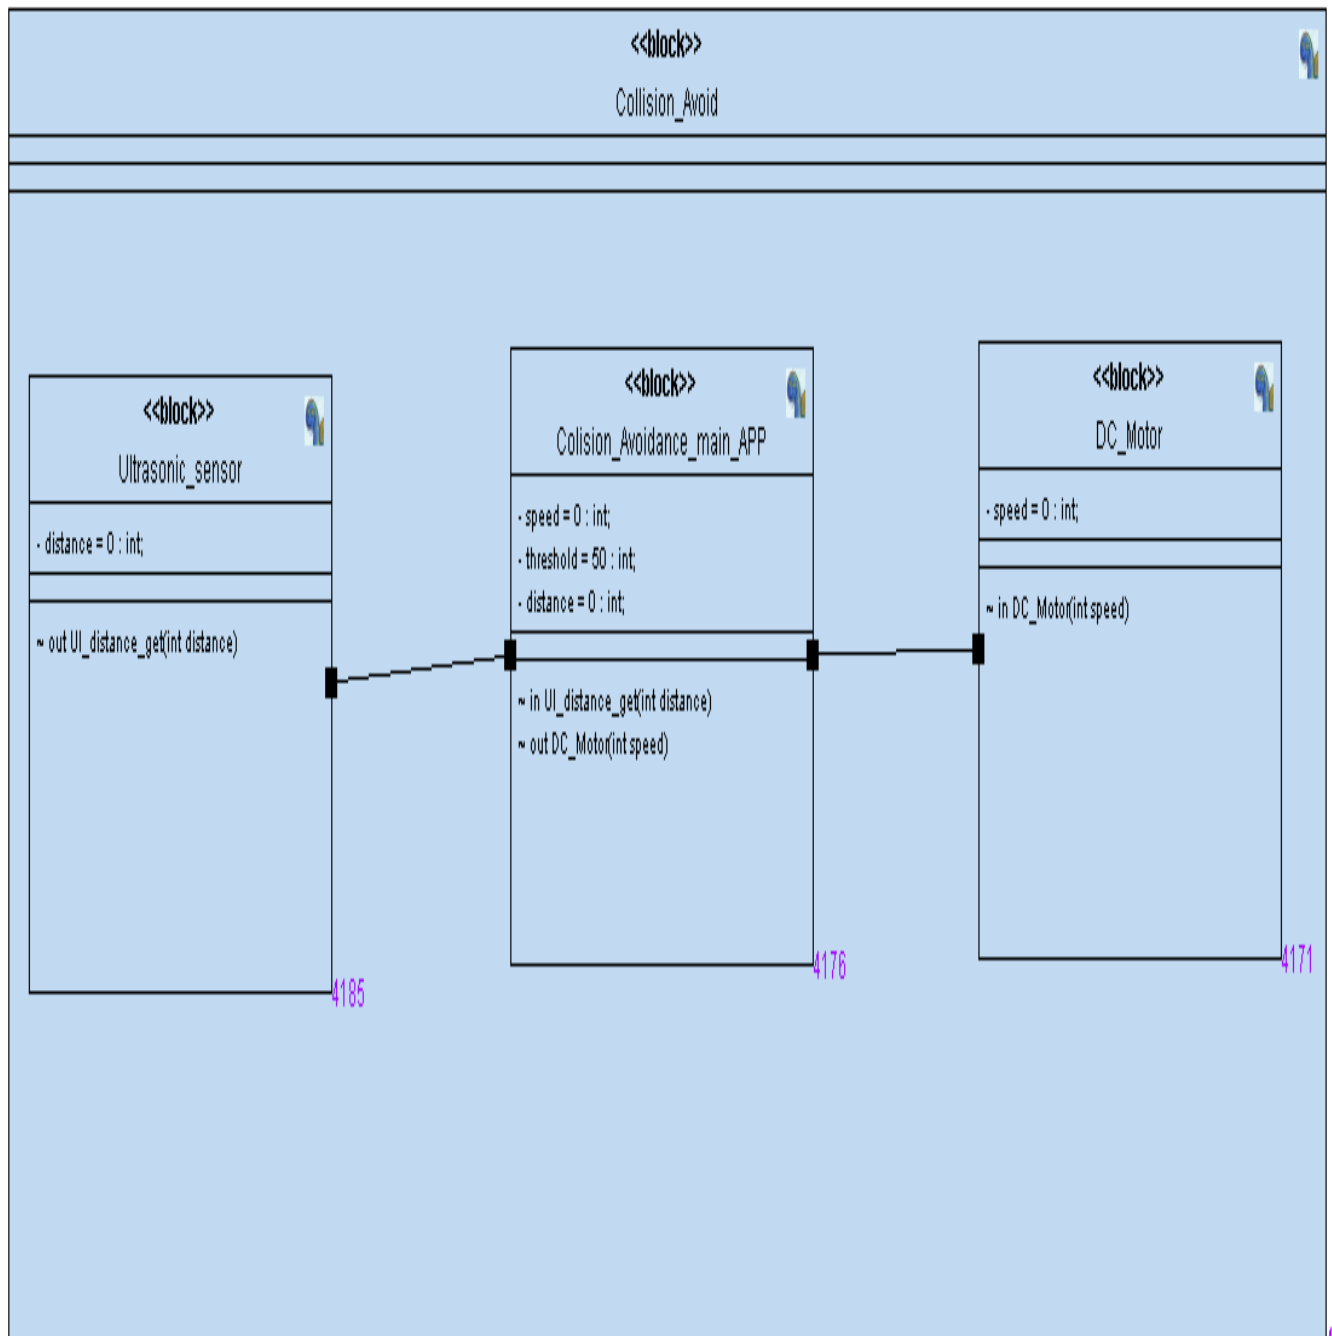 <<block>>
Collision_Avoid
<<block>>
Ultrasonic_sensor
- distance = 0 : int;
~ out UI_distance_get(int distance)
4185
<<block>>
Colision_Avoidance_main_APP
- speed = 0 : int;
- threshold = 50 : int;
- distance = 0 : int;
~ in UI_distance_get(int distance)
~ out DC_Motor(int speed)
4176
<<block>>
DC_Motor
- speed = 0 : int;
~ in DC_Motor(int speed)
4171